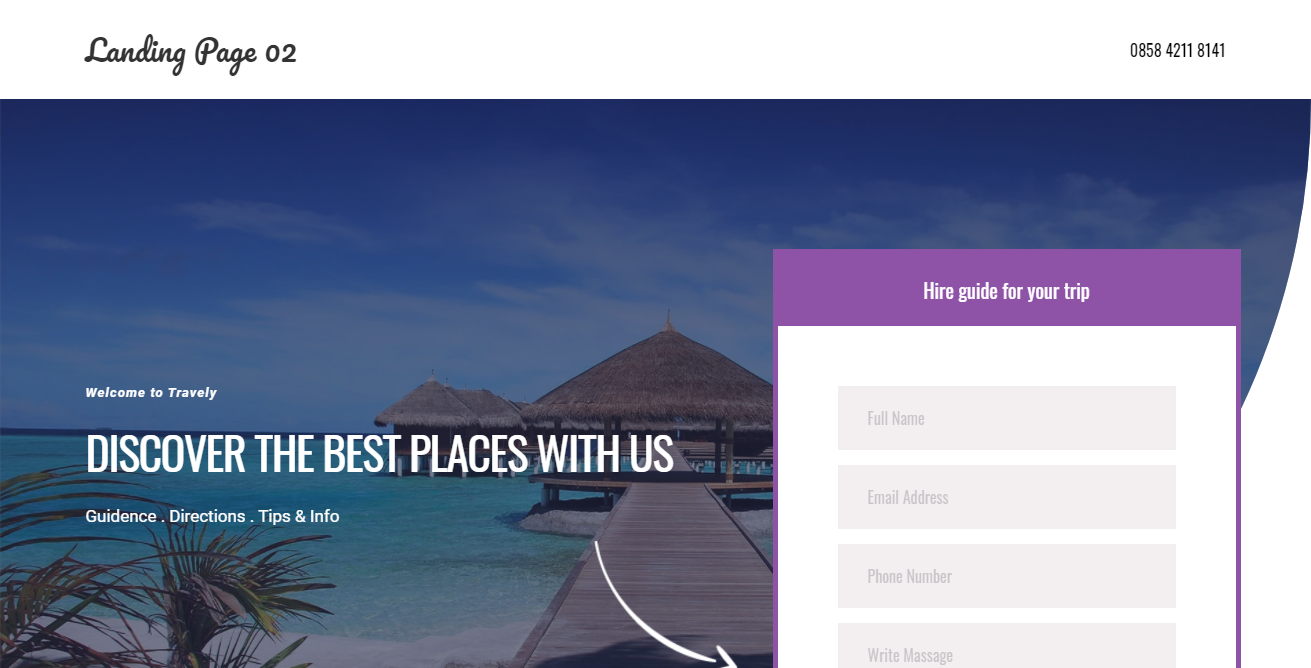 Landing Page 02
0858 4211 8141
Hire guide for your trip
Welcome to Travely
DISCOVER THE BEST PLACES WITH US
Guidence . Directions . Tips & Info
Full Name
Email Address
Phone Number
Write Massage